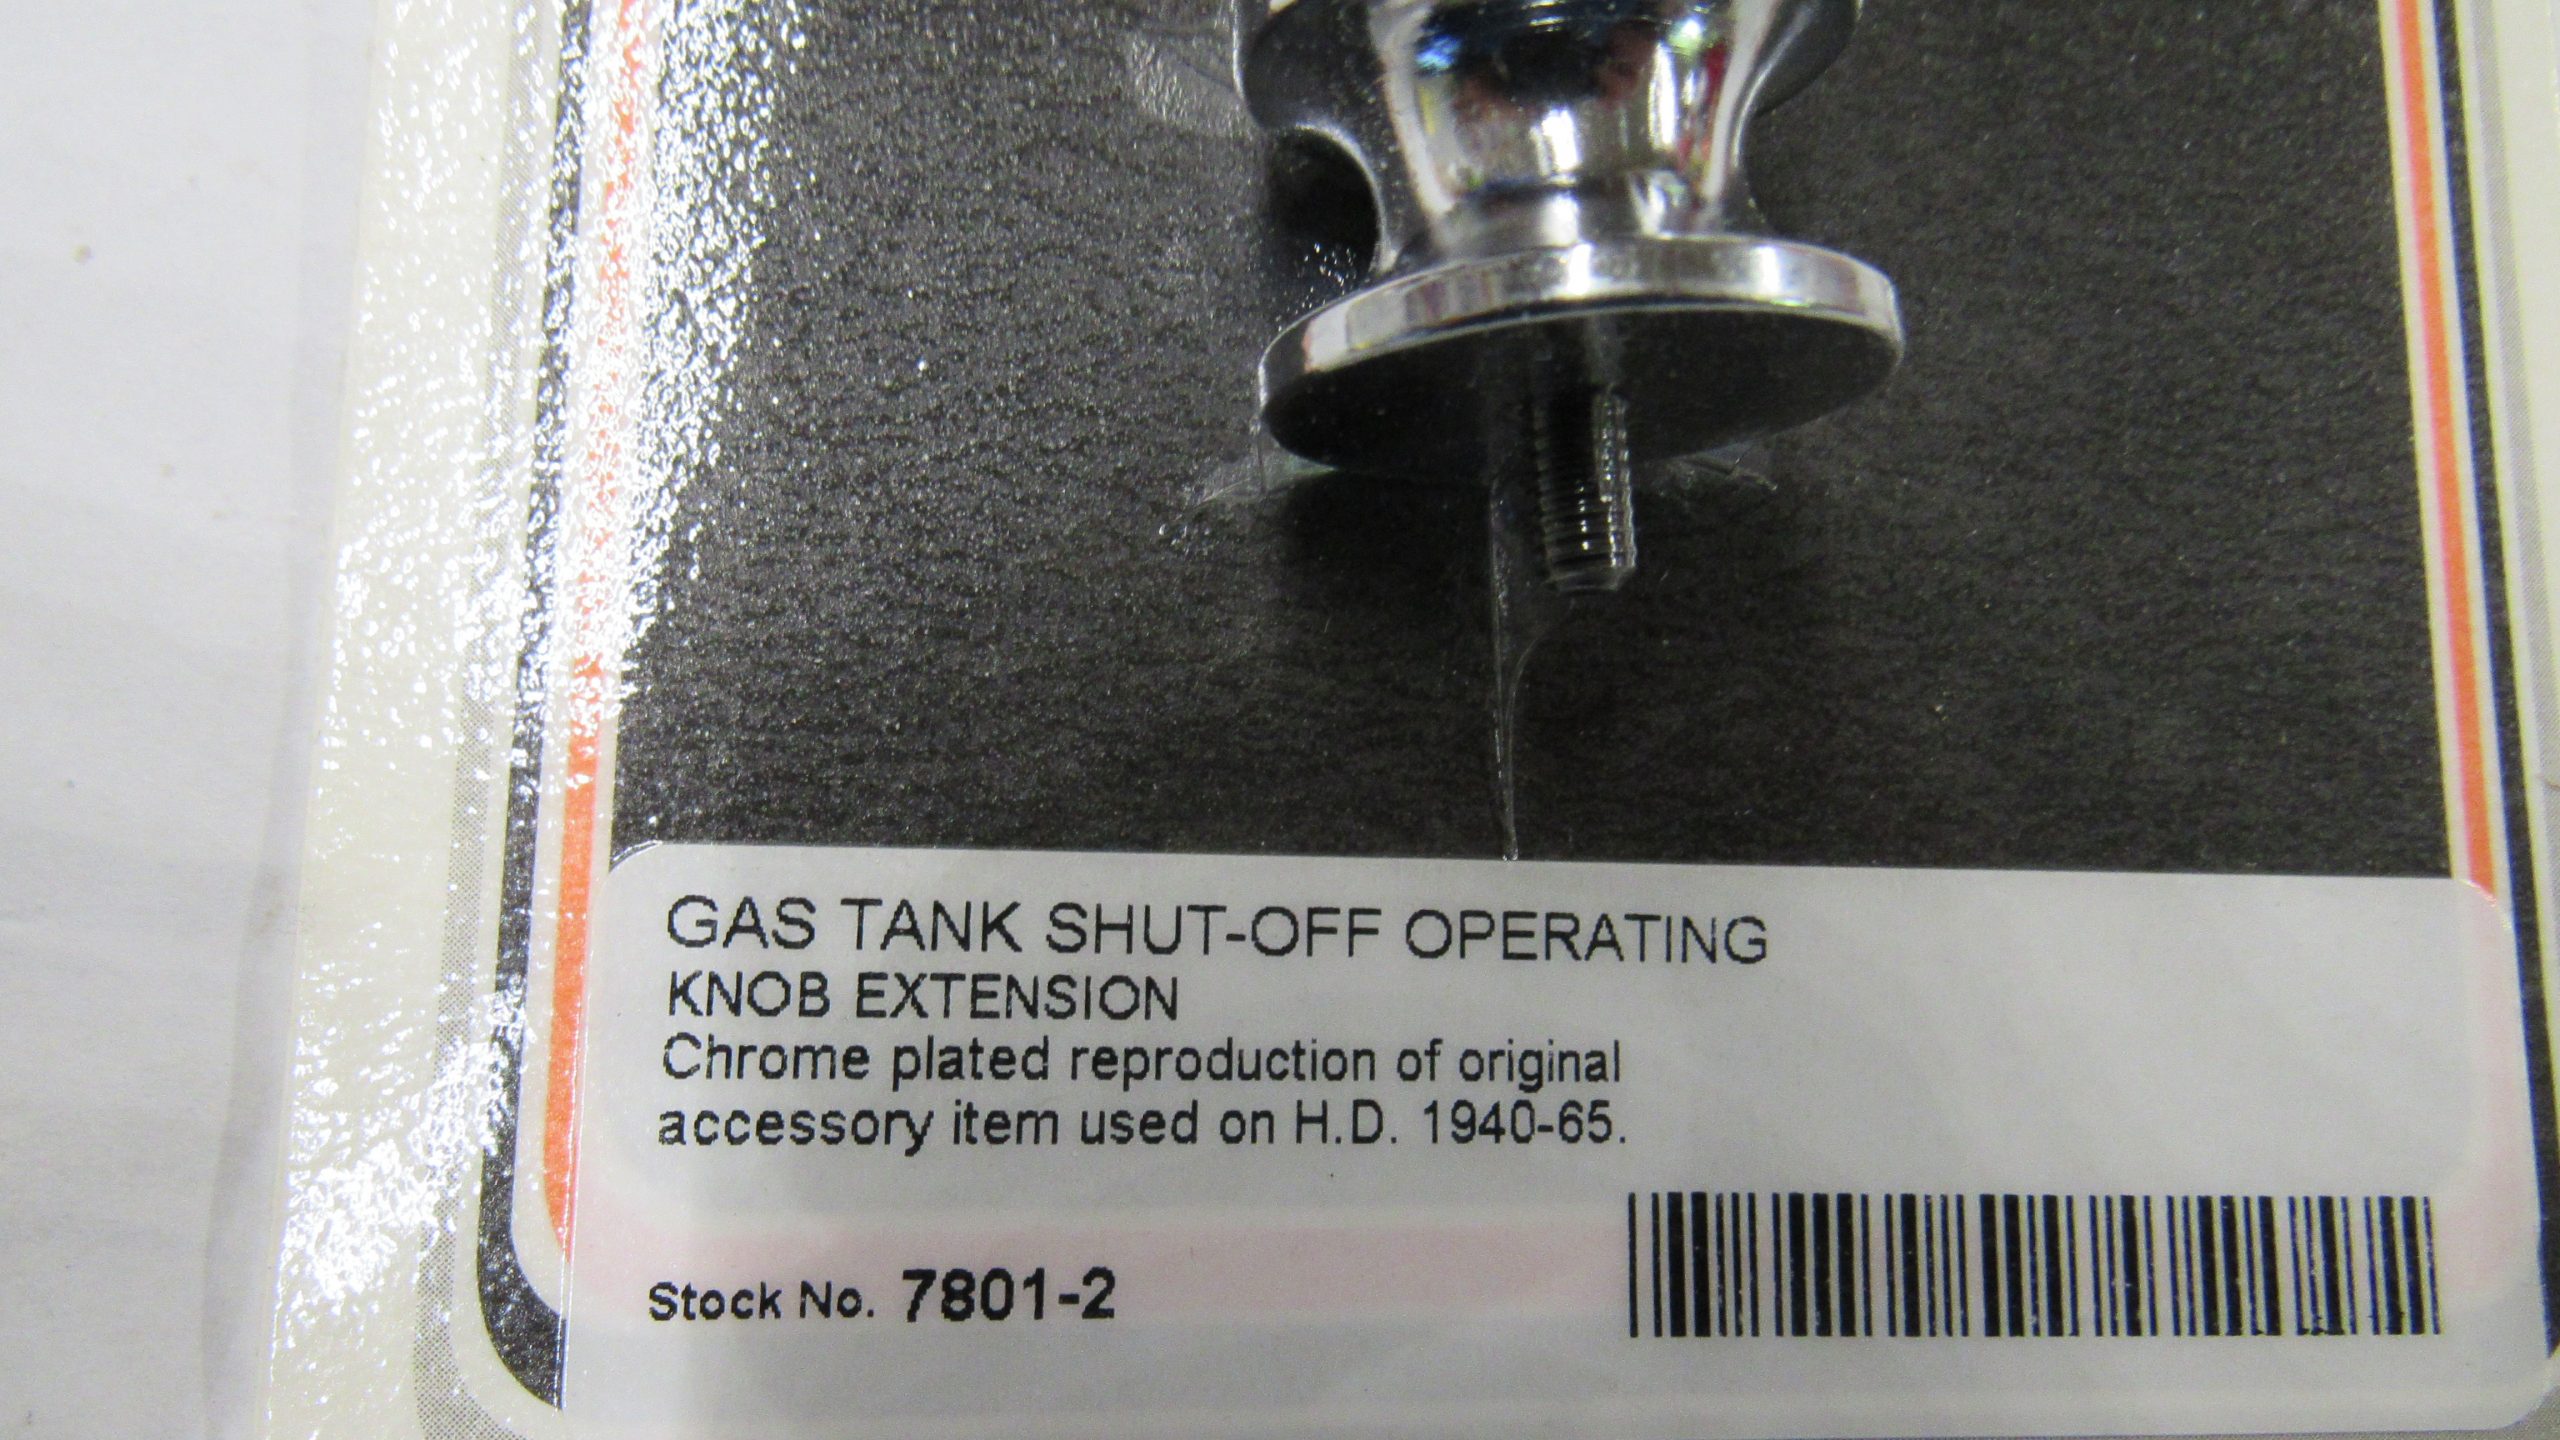 GAS TANK SHUT-OFF OPERATING
KNOB EXTENSION
Chrome plated reproduction of original
accessory item used on H.D. 1940-65.
Stock No. 7801-2